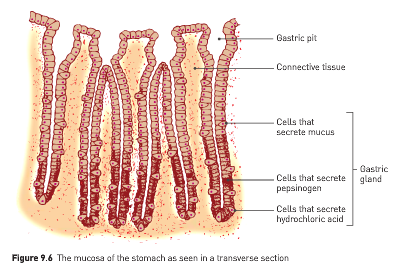 Gastric pit
Connective tissue
Cells that
secrete mucus
Cells that secrete
pepsinogen
Cells that secrete
hydrochloric acid
Gastric
gland
Figure 9.6 The mucosa of the stomach as seen in a transverse section